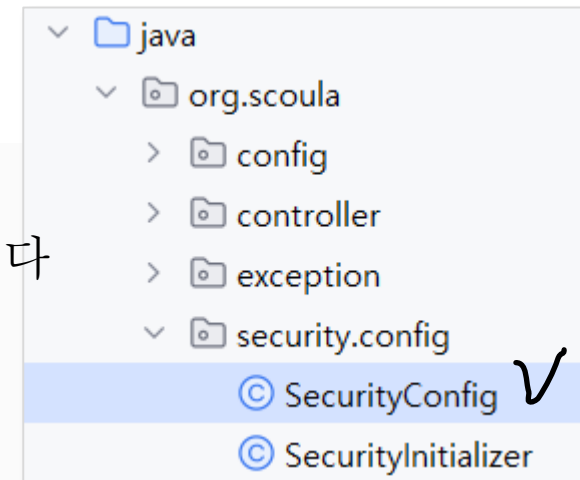 java
org.scoula
config
controller
다
exception
security.config
SecurityConfig
SecurityInitializer